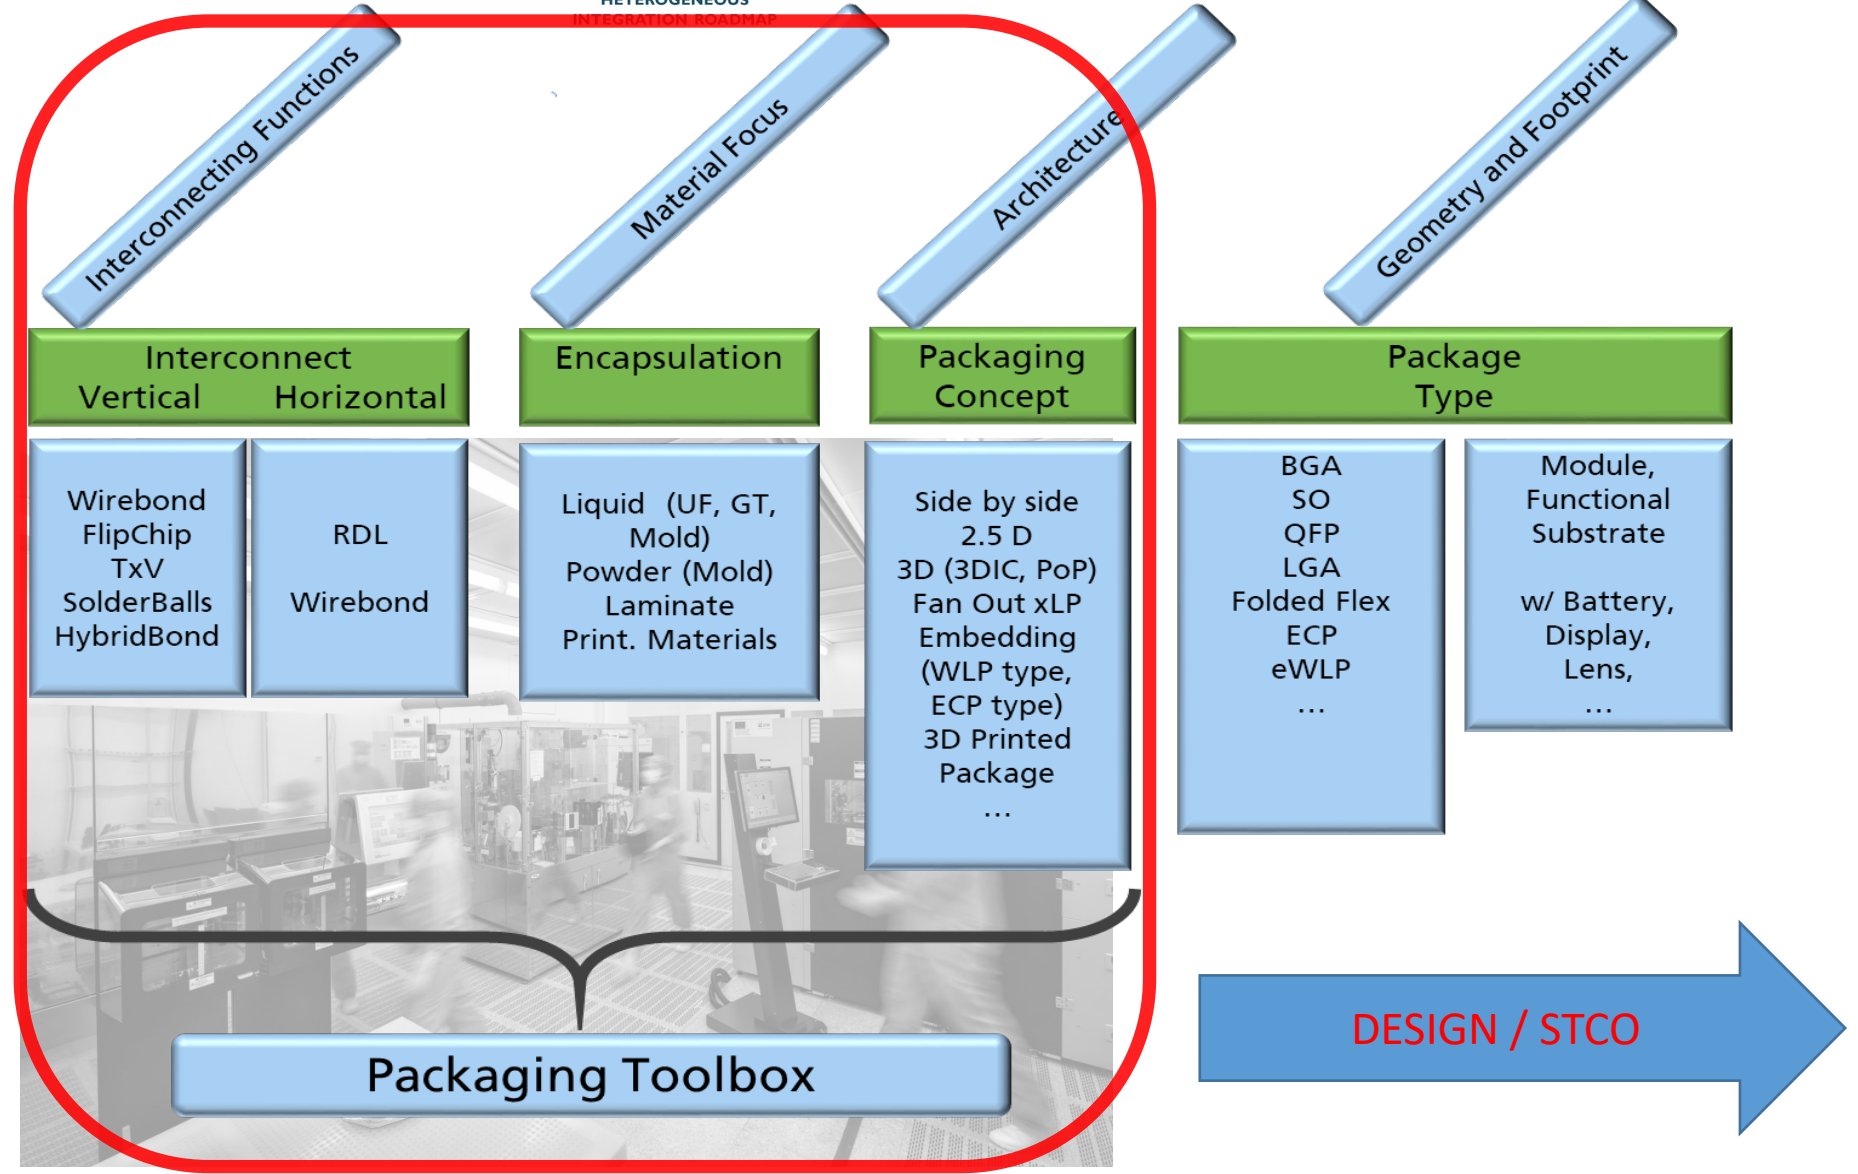 HETEROGENEOUS
INTEGRATION ROADMAP
Interconnecting Functions
Material Focus
Architecture
Geometry and Footprint
Interconnect
Vertical Horizontal
Encapsulation
Packaging
Concept
Package
Type
Wirebond
FlipChip
TxV
SolderBalls
HybridBond
RDL
Wirebond
Liquid (UF, GT,
Mold)
Powder (Mold)
Laminate
Print. Materials
Side by side
2.5 D
3D (3DIC, PoP)
Fan Out xLP
Embedding
(WLP type,
ECP type)
3D Printed
Package
...
BGA
SO
QFP
LGA
Folded Flex
ECP
eWLP
...
Module,
Functional
Substrate
w/ Battery,
Display,
Lens,
...
Packaging Toolbox
DESIGN / STCO